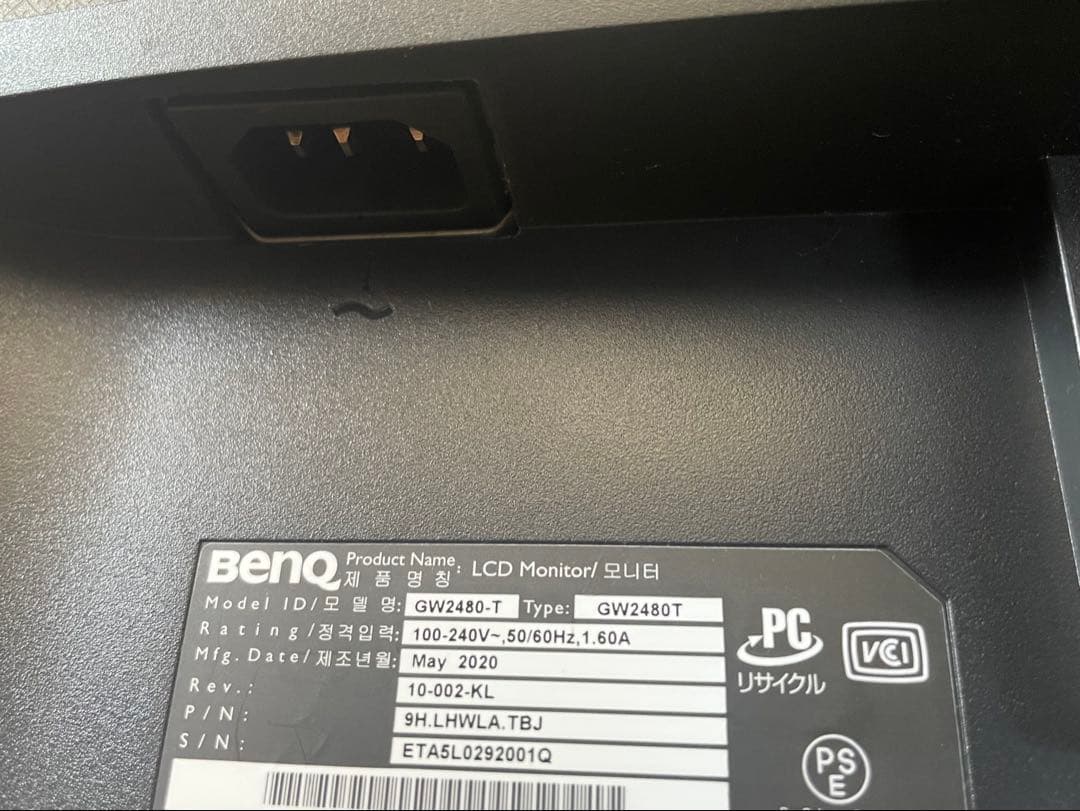 ~
BenQ Product Name: LCD Monitor/모니터
제 품 명 칭
Model ID/모 델 명: GW2480-T Type: GW2480T
Rating/정격입력: 100-240V~,50/60Hz,1.60A
Mfg. Date/제조년월: May 2020
Rev.: 10-002-KL
P/N: 9H.LHWLA.TBJ
S/N: ETA5L0292001Q
PC
リサイクル
VCCI
PSE